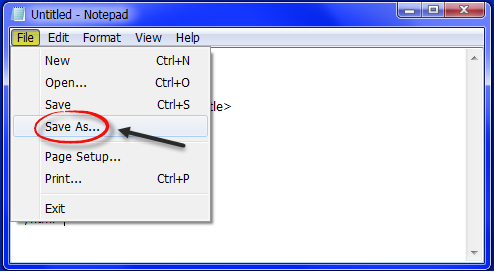 Untitled - Notepad
File Edit Format View Help
New Ctrl+N
Open... Ctrl+O
Save Ctrl+S
tle>
Save As...
Page Setup...
Print... Ctrl+P
Exit